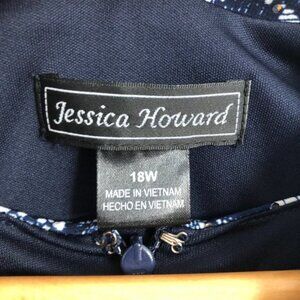 Jessica Howard
18W
MADE IN VIETNAM
HECHO EN VIETNAM